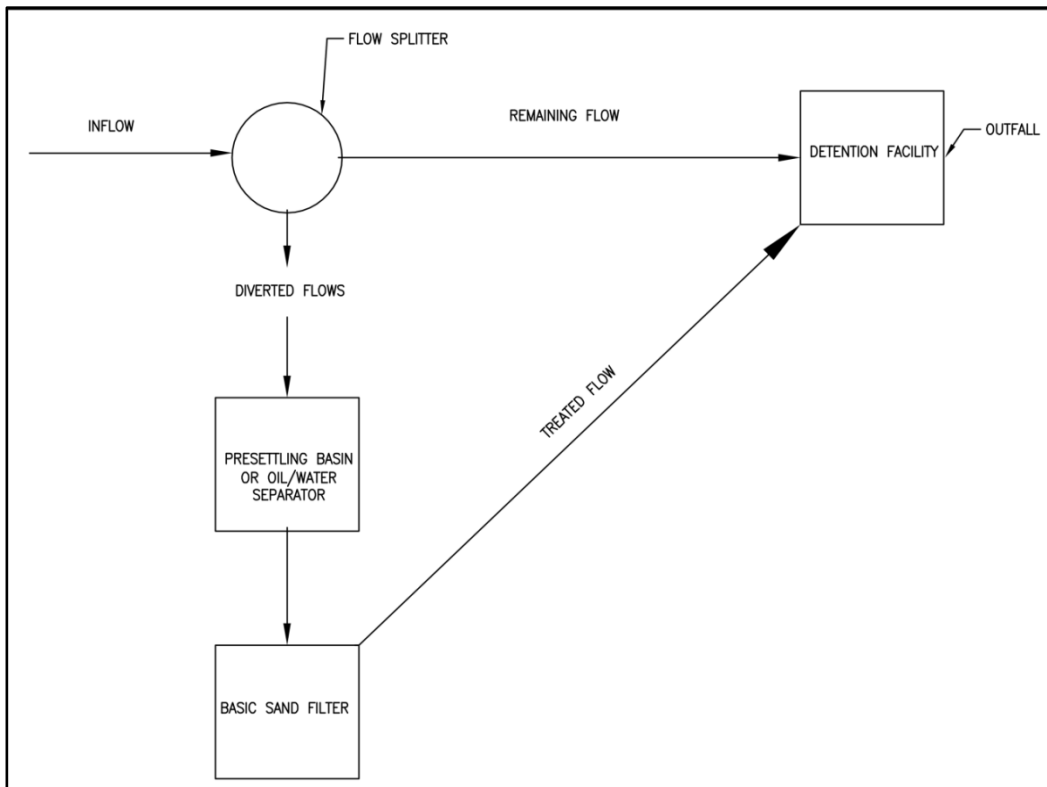 FLOW SPLITTER
INFLOW
REMAINING FLOW
OUTFALL
DETENTION FACILITY
DIVERTED FLOWS
TREATED FLOW
PRESETTLING BASIN
OR OIL/WATER
SEPARATOR
BASIC SAND FILTER